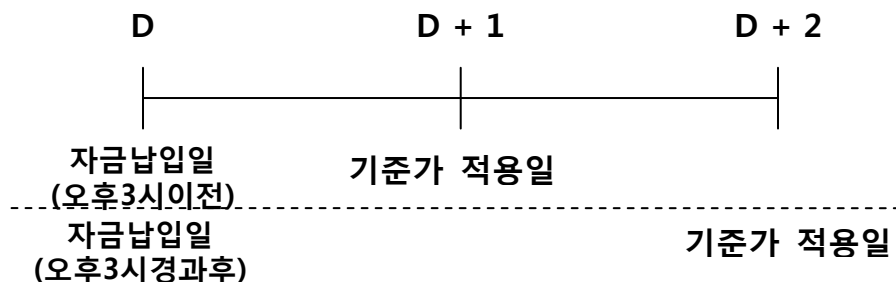 D D + 1 D + 2
자금납입일
(오후3시이전)
기준가 적용일
자금납입일
(오후3시경과후)
기준가 적용일